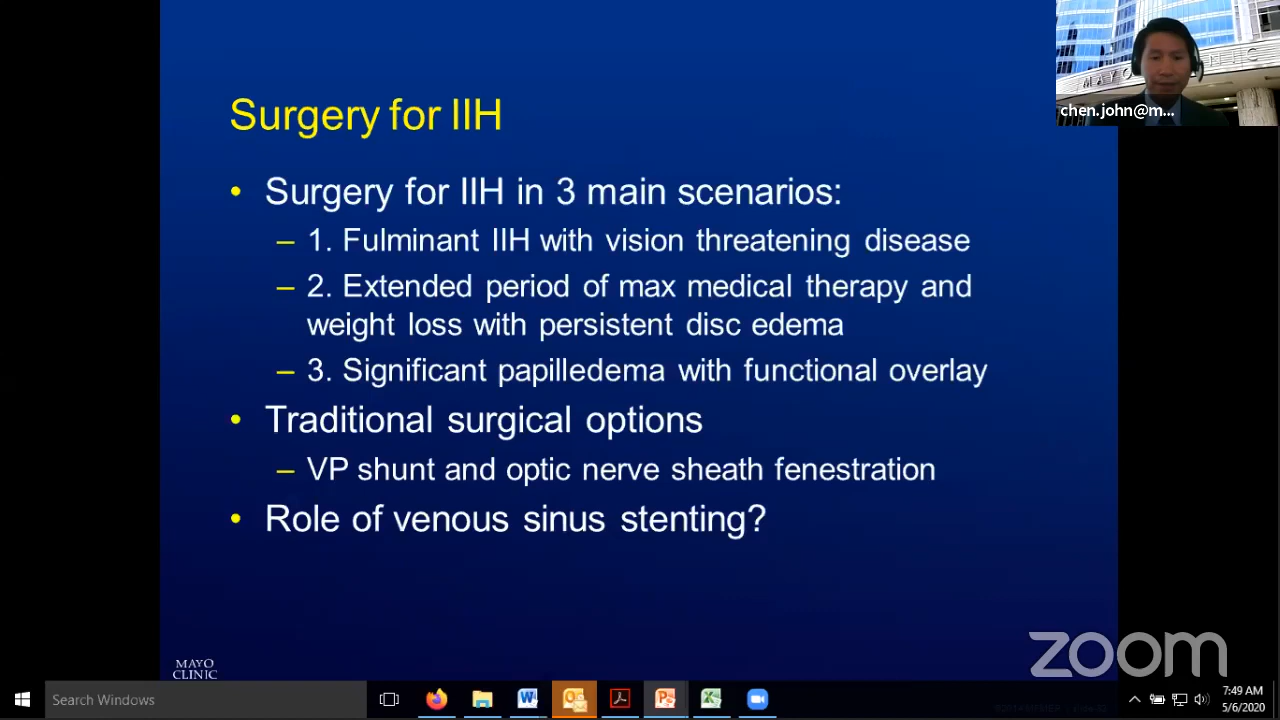 Surgery for IIH
• Surgery for IIH in 3 main scenarios:
– 1. Fulminant IIH with vision threatening disease
– 2. Extended period of max medical therapy and
weight loss with persistent disc edema
– 3. Significant papilledema with functional overlay
• Traditional surgical options
– VP shunt and optic nerve sheath fenestration
• Role of venous sinus stenting?
MAYO
CLINIC
chen.john@m...
zoom
Search Windows
7:49 AM
5/6/2020